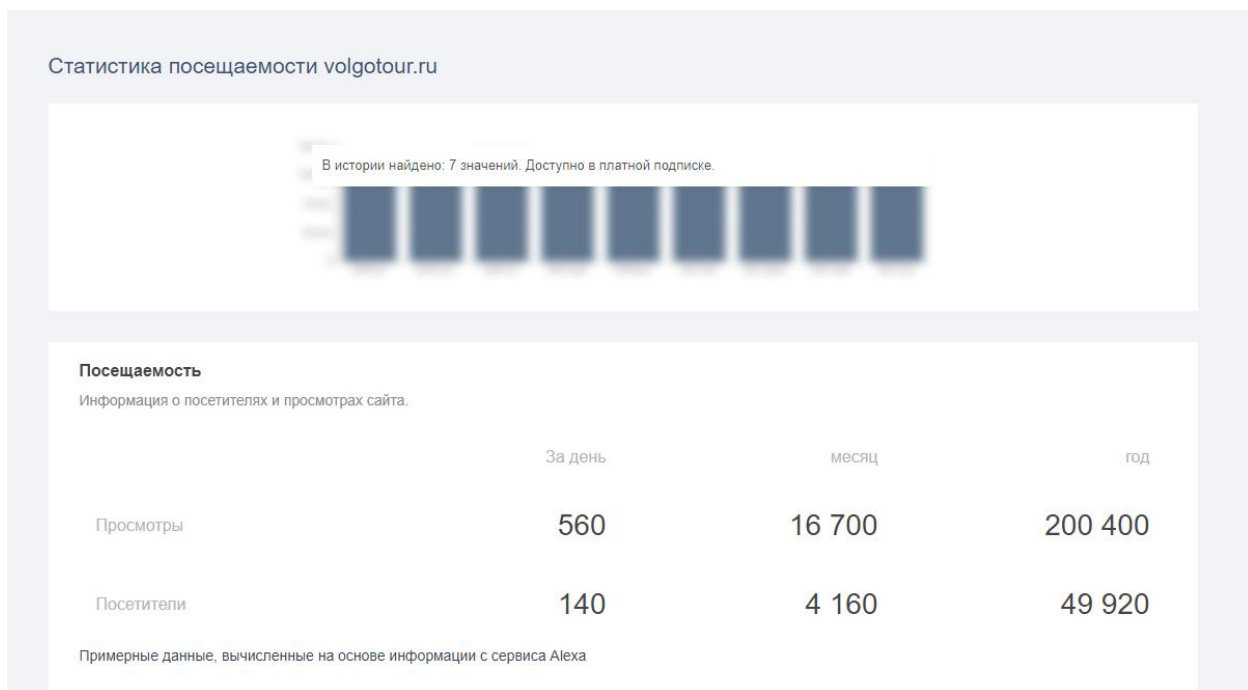 Статистика посещаемости volgotour.ru
В истории найдено: 7 значений. Доступно в платной подписке.
Посещаемость
Информация о посетителях и просмотрах сайта.
За день месяц год
Просмотры 560 16 700 200 400
Посетители 140 4 160 49 920
Примерные данные, вычисленные на основе информации с сервиса Alexa